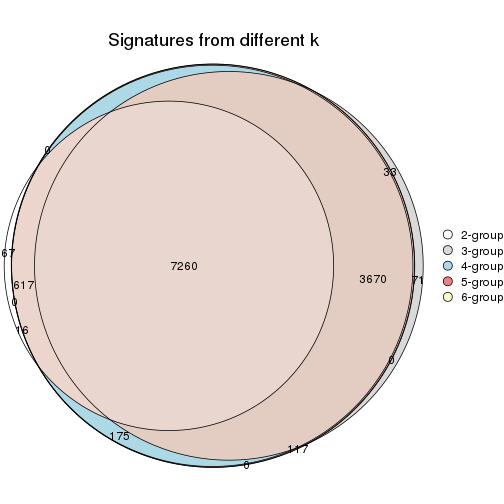 Signatures from different k
0
33
67
7260
3670
71
617
0
16
0
175
117
0
2-group
3-group
4-group
5-group
6-group